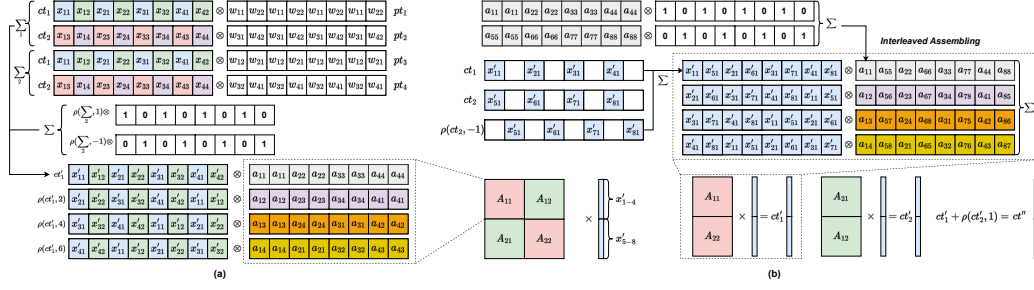 ∑1 ct1 x11 x12 x21 x22 x31 x32 x41 x42 ⊗ w11 w22 w11 w22 w11 w22 w11 w22 pt1
ct2 x13 x14 x23 x24 x33 x34 x43 x44 ⊗ w31 w42 w31 w42 w31 w42 w31 w42 pt2
∑2 ct1 x11 x12 x21 x22 x31 x32 x41 x42 ⊗ w12 w21 w12 w21 w12 w21 w12 w21 pt3
ct2 x13 x14 x23 x24 x33 x34 x43 x44 ⊗ w32 w41 w32 w41 w32 w41 w32 w41 pt4
∑ ρ(∑2, 1)⊗ 1 0 1 0 1 0 1 0
ρ(∑2, −1)⊗ 0 1 0 1 0 1 0 1
ct′1 x′11 x′12 x′21 x′22 x′31 x′32 x′41 x′42 ⊗ a11 a11 a22 a22 a33 a33 a44 a44
ρ(ct′1, 2) x′21 x′22 x′31 x′32 x′41 x′42 x′11 x′12 ⊗ a12 a12 a23 a23 a34 a34 a41 a41
ρ(ct′1, 4) x′31 x′32 x′41 x′42 x′11 x′12 x′21 x′22 ⊗ a13 a13 a24 a24 a31 a31 a42 a42
ρ(ct′1, 6) x′41 x′42 x′11 x′12 x′21 x′22 x′31 x′32 ⊗ a14 a14 a21 a21 a32 a32 a43 a43
(a)
a11 a11 a22 a22 a33 a33 a44 a44 ⊗ 1 0 1 0 1 0 1 0 ∑
a55 a55 a66 a66 a77 a77 a88 a88 ⊗ 0 1 0 1 0 1 0 1
Interleaved Assembling
ct1 x′11 x′21 x′31 x′41
ct2 x′51 x′61 x′71 x′81
ρ(ct2, −1) x′51 x′61 x′71 x′81
∑
x′11 x′51 x′21 x′61 x′31 x′71 x′41 x′81 ⊗ a11 a55 a22 a66 a33 a77 a44 a88
x′21 x′61 x′31 x′71 x′41 x′81 x′11 x′51 ⊗ a12 a56 a23 a67 a34 a78 a41 a85
x′31 x′71 x′41 x′81 x′11 x′51 x′21 x′61 ⊗ a13 a57 a24 a68 a31 a75 a42 a86
x′41 x′81 x′11 x′51 x′21 x′61 x′31 x′71 ⊗ a14 a58 a21 a65 a32 a76 a43 a87
∑
A11 A12
A21 A22
× x′1−4
x′5−8
A11
A22
× = ct′1
A21
A12
× = ct′2
ct′1 + ρ(ct′2, 1) = ct″
(b)